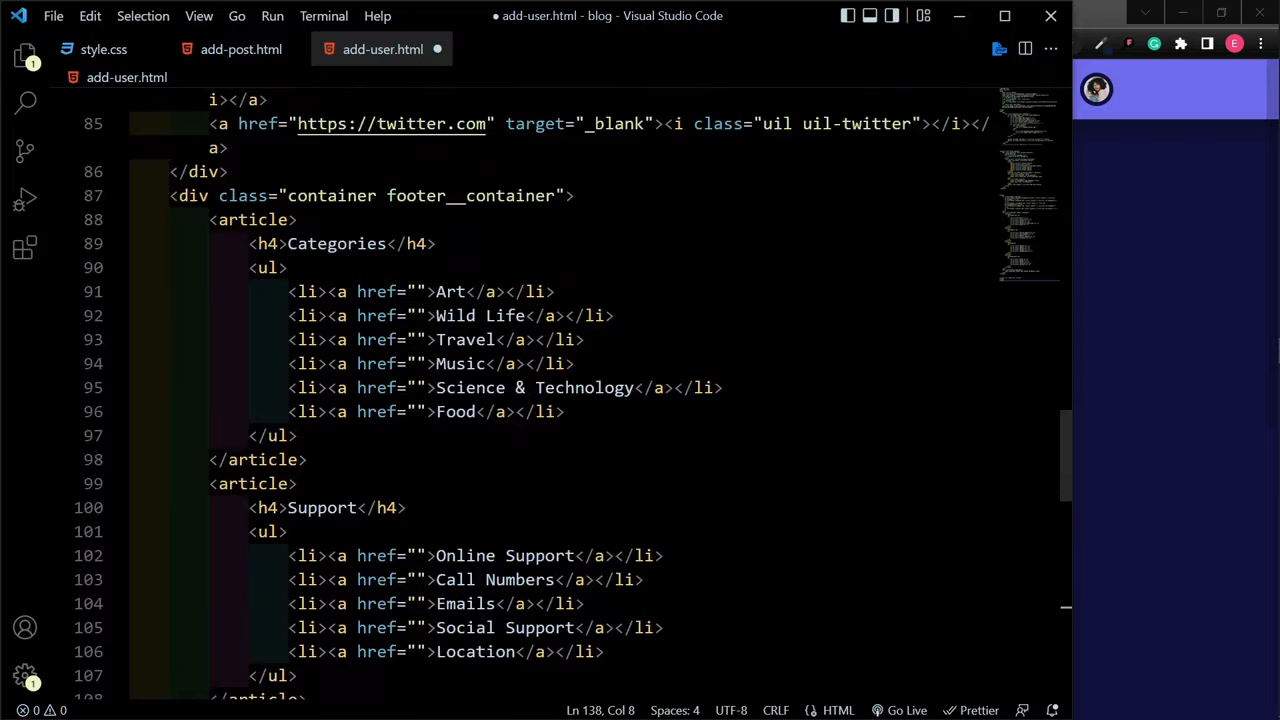 File Edit Selection View Go Run Terminal Help
● add-user.html - blog - Visual Studio Code
style.css add-post.html add-user.html ●
add-user.html
i></a>
85 <a href="https://twitter.com" target="_blank"><i class="uil uil-twitter"></i></
a>
86 </div>
87 <div class="container footer__container">
88 <article>
89 <h4>Categories</h4>
90 <ul>
91 <li><a href="">Art</a></li>
92 <li><a href="">Wild Life</a></li>
93 <li><a href="">Travel</a></li>
94 <li><a href="">Music</a></li>
95 <li><a href="">Science & Technology</a></li>
96 <li><a href="">Food</a></li>
97 </ul>
98 </article>
99 <article>
100 <h4>Support</h4>
101 <ul>
102 <li><a href="">Online Support</a></li>
103 <li><a href="">Call Numbers</a></li>
104 <li><a href="">Emails</a></li>
105 <li><a href="">Social Support</a></li>
106 <li><a href="">Location</a></li>
107 </ul>
108 </article>
1
1
E
0 0 Ln 138, Col 8 Spaces: 4 UTF-8 CRLF {} HTML Go Live Prettier